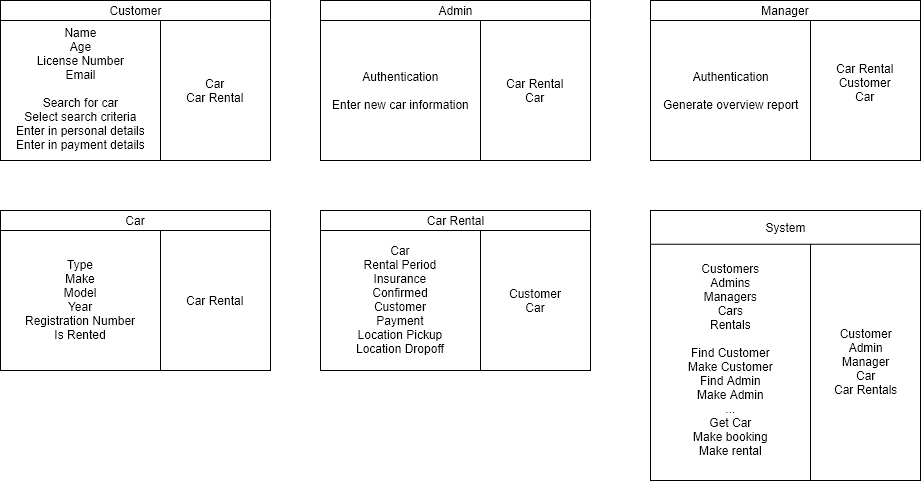 Customer
Name
Age
License Number
Email
Search for car
Select search criteria
Enter in personal details
Enter in payment details
Car
Car Rental
Admin
Authentication
Enter new car information
Car Rental
Car
Manager
Authentication
Generate overview report
Car Rental
Customer
Car
Car
Type
Make
Model
Year
Registration Number
Is Rented
Car Rental
Car Rental
Car
Rental Period
Insurance
Confirmed
Customer
Payment
Location Pickup
Location Dropoff
Customer
Car
System
Customers
Admins
Managers
Cars
Rentals
Find Customer
Make Customer
Find Admin
Make Admin
...
Get Car
Make booking
Make rental
Customer
Admin
Manager
Car
Car Rentals